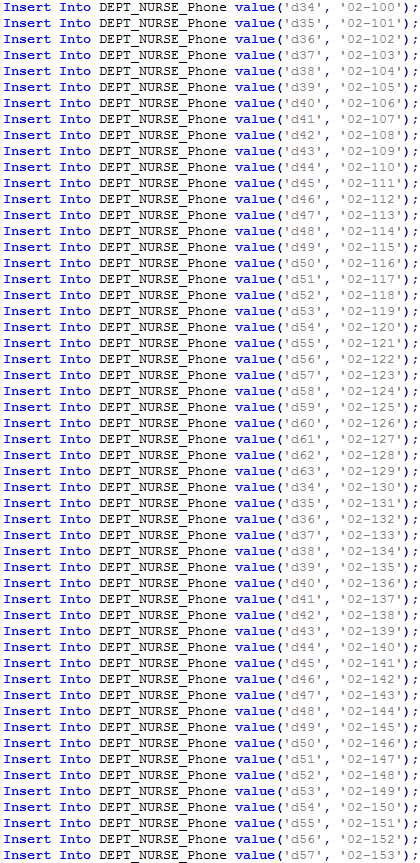 Insert Into DEPT_NURSE_Phone value('d34', '02-100');
Insert Into DEPT_NURSE_Phone value('d35', '02-101');
Insert Into DEPT_NURSE_Phone value('d36', '02-102');
Insert Into DEPT_NURSE_Phone value('d37', '02-103');
Insert Into DEPT_NURSE_Phone value('d38', '02-104');
Insert Into DEPT_NURSE_Phone value('d39', '02-105');
Insert Into DEPT_NURSE_Phone value('d40', '02-106');
Insert Into DEPT_NURSE_Phone value('d41', '02-107');
Insert Into DEPT_NURSE_Phone value('d42', '02-108');
Insert Into DEPT_NURSE_Phone value('d43', '02-109');
Insert Into DEPT_NURSE_Phone value('d44', '02-110');
Insert Into DEPT_NURSE_Phone value('d45', '02-111');
Insert Into DEPT_NURSE_Phone value('d46', '02-112');
Insert Into DEPT_NURSE_Phone value('d47', '02-113');
Insert Into DEPT_NURSE_Phone value('d48', '02-114');
Insert Into DEPT_NURSE_Phone value('d49', '02-115');
Insert Into DEPT_NURSE_Phone value('d50', '02-116');
Insert Into DEPT_NURSE_Phone value('d51', '02-117');
Insert Into DEPT_NURSE_Phone value('d52', '02-118');
Insert Into DEPT_NURSE_Phone value('d53', '02-119');
Insert Into DEPT_NURSE_Phone value('d54', '02-120');
Insert Into DEPT_NURSE_Phone value('d55', '02-121');
Insert Into DEPT_NURSE_Phone value('d56', '02-122');
Insert Into DEPT_NURSE_Phone value('d57', '02-123');
Insert Into DEPT_NURSE_Phone value('d58', '02-124');
Insert Into DEPT_NURSE_Phone value('d59', '02-125');
Insert Into DEPT_NURSE_Phone value('d60', '02-126');
Insert Into DEPT_NURSE_Phone value('d61', '02-127');
Insert Into DEPT_NURSE_Phone value('d62', '02-128');
Insert Into DEPT_NURSE_Phone value('d63', '02-129');
Insert Into DEPT_NURSE_Phone value('d34', '02-130');
Insert Into DEPT_NURSE_Phone value('d35', '02-131');
Insert Into DEPT_NURSE_Phone value('d36', '02-132');
Insert Into DEPT_NURSE_Phone value('d37', '02-133');
Insert Into DEPT_NURSE_Phone value('d38', '02-134');
Insert Into DEPT_NURSE_Phone value('d39', '02-135');
Insert Into DEPT_NURSE_Phone value('d40', '02-136');
Insert Into DEPT_NURSE_Phone value('d41', '02-137');
Insert Into DEPT_NURSE_Phone value('d42', '02-138');
Insert Into DEPT_NURSE_Phone value('d43', '02-139');
Insert Into DEPT_NURSE_Phone value('d44', '02-140');
Insert Into DEPT_NURSE_Phone value('d45', '02-141');
Insert Into DEPT_NURSE_Phone value('d46', '02-142');
Insert Into DEPT_NURSE_Phone value('d47', '02-143');
Insert Into DEPT_NURSE_Phone value('d48', '02-144');
Insert Into DEPT_NURSE_Phone value('d49', '02-145');
Insert Into DEPT_NURSE_Phone value('d50', '02-146');
Insert Into DEPT_NURSE_Phone value('d51', '02-147');
Insert Into DEPT_NURSE_Phone value('d52', '02-148');
Insert Into DEPT_NURSE_Phone value('d53', '02-149');
Insert Into DEPT_NURSE_Phone value('d54', '02-150');
Insert Into DEPT_NURSE_Phone value('d55', '02-151');
Insert Into DEPT_NURSE_Phone value('d56', '02-152');
Insert Into DEPT_NURSE_Phone value('d57', '02-153');